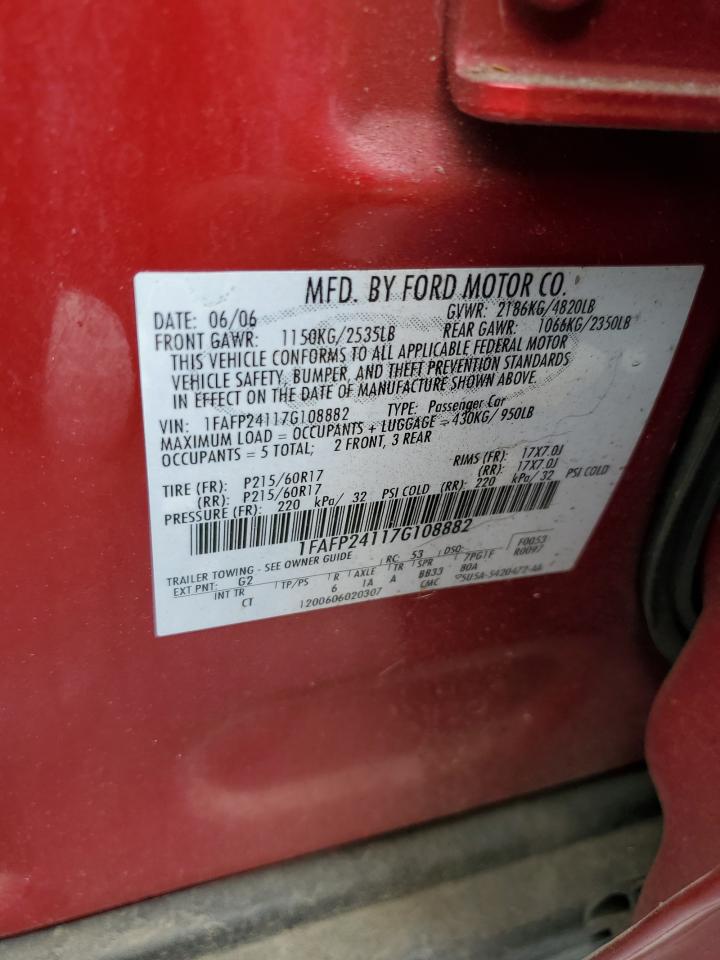 MFD. BY FORD MOTOR CO.
DATE: 06/06 GVWR: 2186KG/4820LB
FRONT GAWR: 1150KG/2535LB REAR GAWR: 1066KG/2350LB
THIS VEHICLE CONFORMS TO ALL APPLICABLE FEDERAL MOTOR
VEHICLE SAFETY, BUMPER, AND THEFT PREVENTION STANDARDS
IN EFFECT ON THE DATE OF MANUFACTURE SHOWN ABOVE
VIN: 1FAFP24117G108882 TYPE: Passenger Car
MAXIMUM LOAD = OCCUPANTS + LUGGAGE = 430KG/ 950LB
OCCUPANTS = 5 TOTAL; 2 FRONT, 3 REAR
TIRE (FR): P215/60R17 RIMS (FR): 17X7.0J
(RR): P215/60R17 (RR): 17X7.0J
PRESSURE (FR): 220 kPa/ 32 PSI COLD (RR): 220 kPa/ 32 PSI COLD
1FAFP24117G108882
TRAILER TOWING - SEE OWNER GUIDE F0053
EXT PNT: G2 RC: 53 DSO: R0097
INT TR TP/PS R AXLE TR SPR 7PG1F
CT 6 1A A BB33 80A
1200606020307 CMC